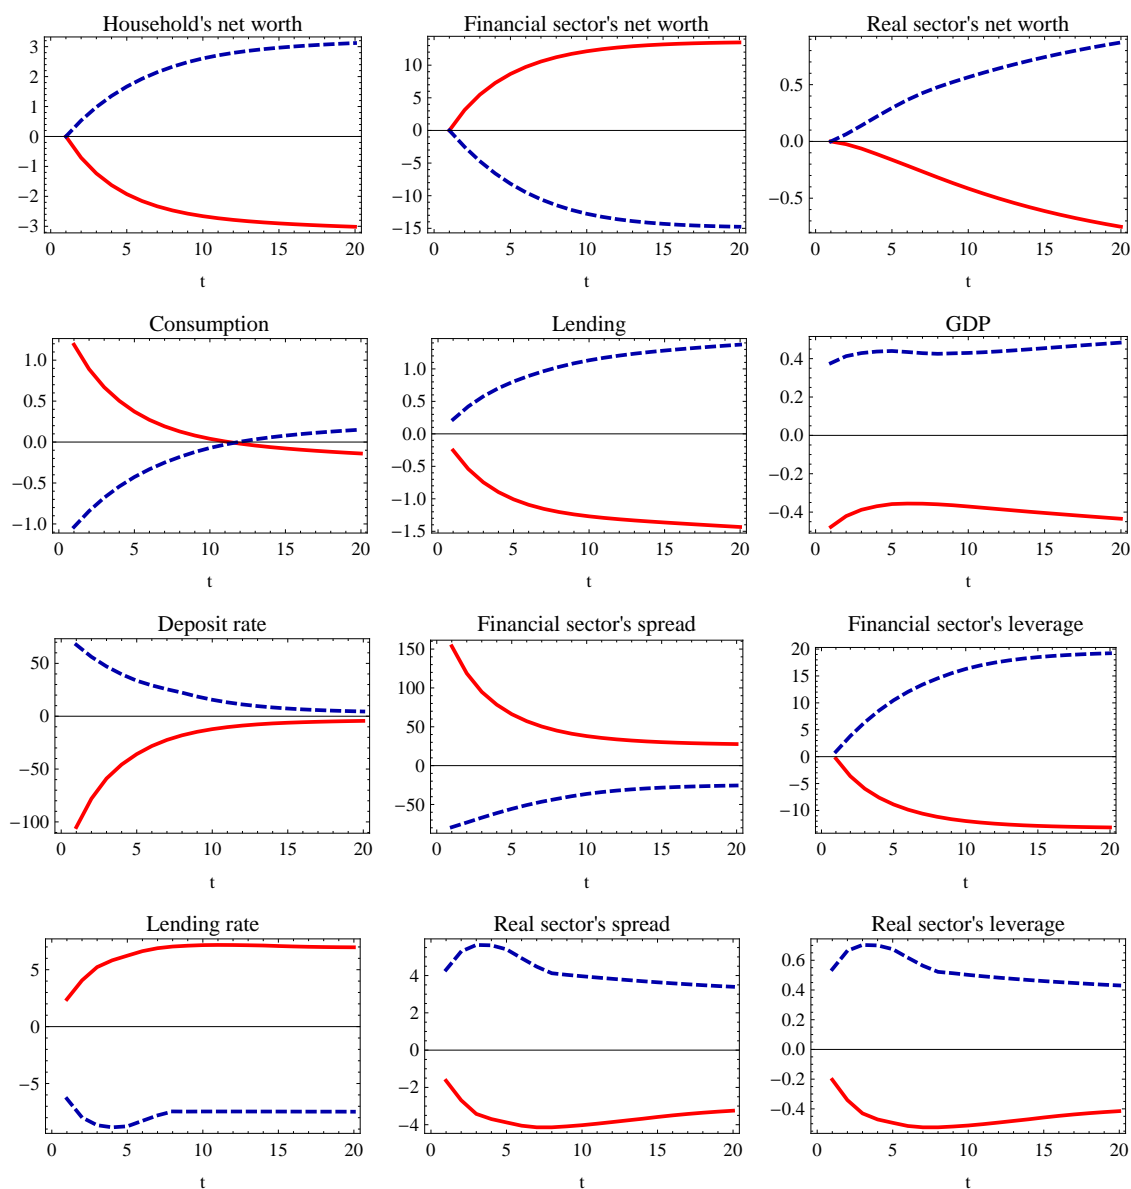 Household's net worth
Financial sector's net worth
Real sector's net worth
3
2
1
0
−1
−2
−3
0 5 10 15 20
t
10
5
0
−5
−10
−15
0 5 10 15 20
t
0.5
0.0
−0.5
0 5 10 15 20
t
Consumption
Lending
GDP
1.0
0.5
0.0
−0.5
−1.0
0 5 10 15 20
t
1.0
0.5
0.0
−0.5
−1.0
−1.5
0 5 10 15 20
t
0.4
0.2
0.0
−0.2
−0.4
0 5 10 15 20
t
Deposit rate
Financial sector's spread
Financial sector's leverage
50
0
−50
−100
0 5 10 15 20
t
150
100
50
0
−50
0 5 10 15 20
t
20
15
10
5
0
−5
−10
0 5 10 15 20
t
Lending rate
Real sector's spread
Real sector's leverage
5
0
−5
0 5 10 15 20
t
4
2
0
−2
−4
0 5 10 15 20
t
0.6
0.4
0.2
0.0
−0.2
−0.4
0 5 10 15 20
t